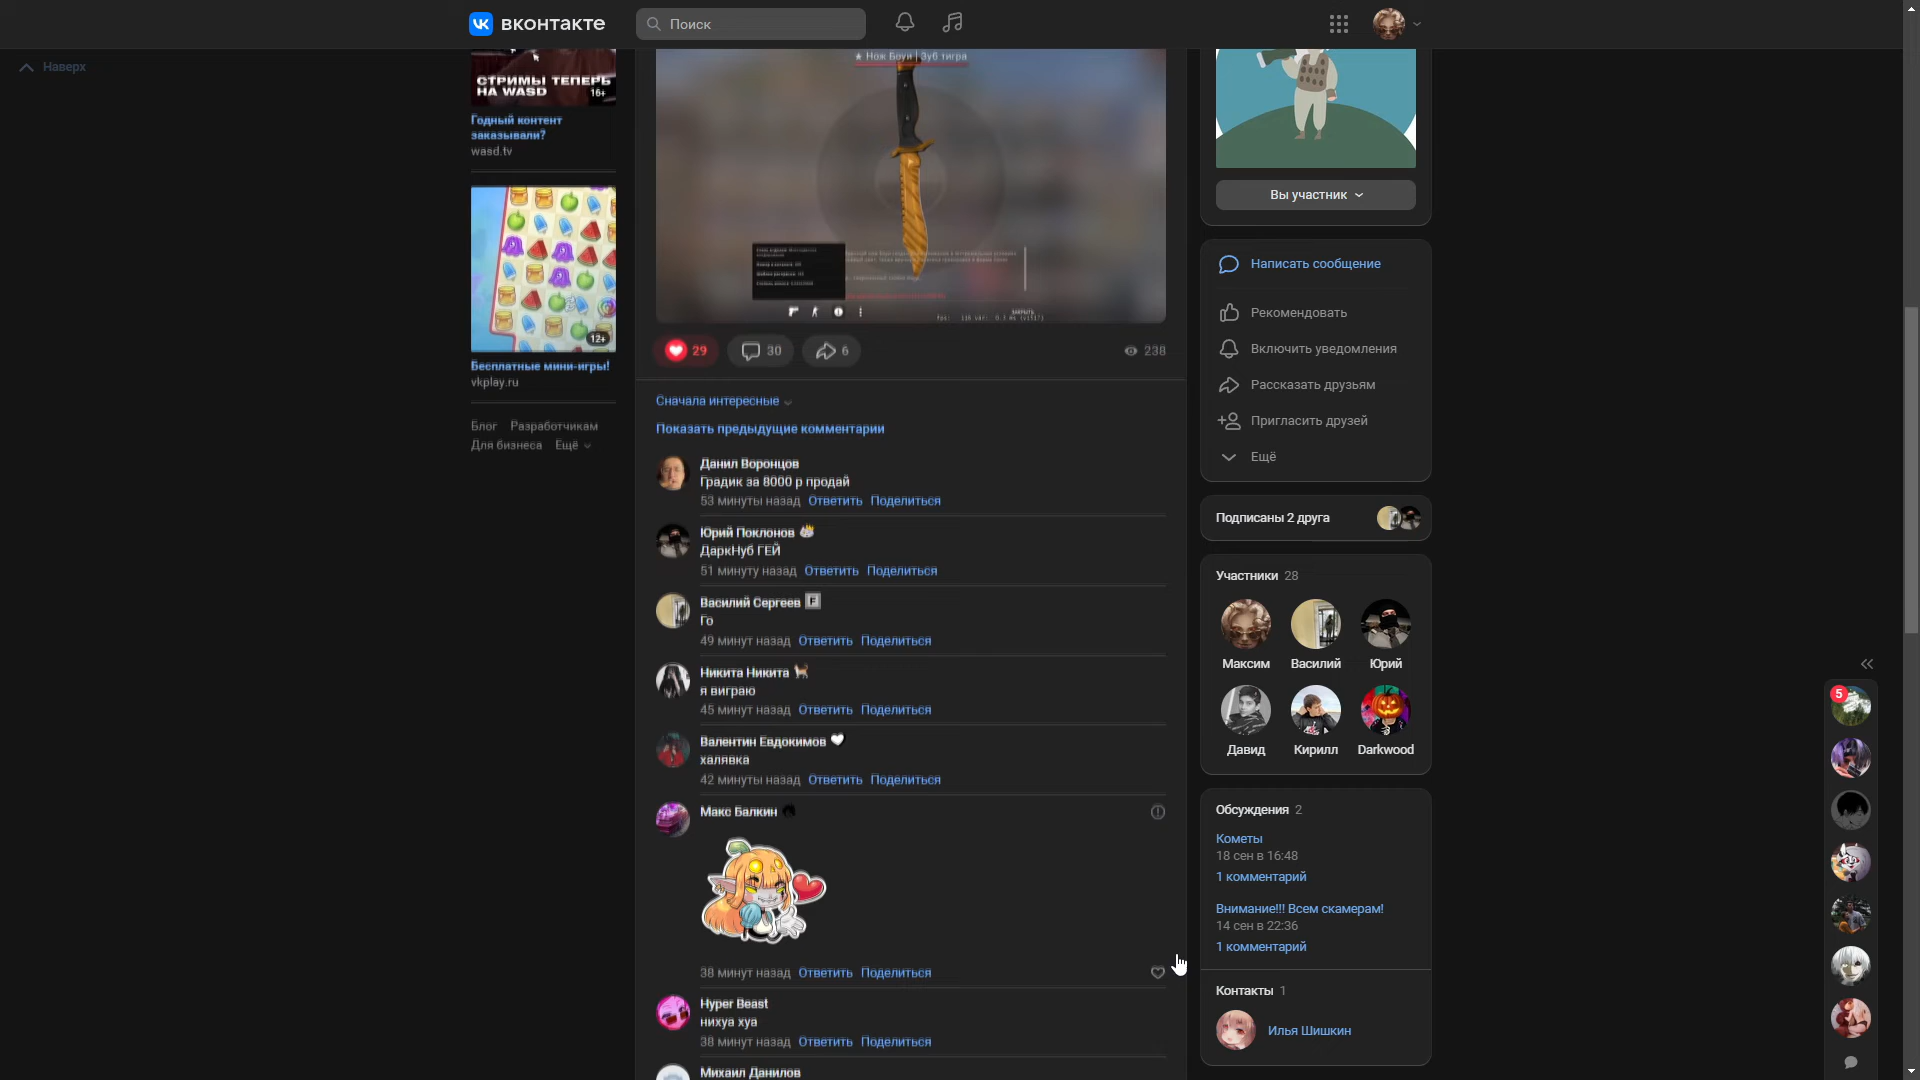 вконтакте
Поиск
Наверх
СТРИМЫ ТЕПЕРЬ
НА WASD
16+
Годный контент
заказывали?
wasd.tv
12+
Бесплатные мини-игры!
vkplay.ru
Блог Разработчикам
Для бизнеса Ещё
★ Нож Боуи | Зуб тигра
ЗАКРЫТЬ
29
30
6
238
Сначала интересные
Показать предыдущие комментарии
Данил Воронцов
Градик за 8000 р продай
53 минуты назад Ответить Поделиться
Юрий Поклонов
ДаркНуб ГЕЙ
51 минуту назад Ответить Поделиться
Василий Сергеев F
Го
49 минут назад Ответить Поделиться
Никита Никита
я виграю
45 минут назад Ответить Поделиться
Валентин Евдокимов
халявка
42 минуты назад Ответить Поделиться
Макс Балкин
38 минут назад Ответить Поделиться
Hyper Beast
нихуа хуа
38 минут назад Ответить Поделиться
Михаил Данилов
Вы участник
Написать сообщение
Рекомендовать
Включить уведомления
Рассказать друзьям
Пригласить друзей
Ещё
Подписаны 2 друга
Участники 28
Максим Василий Юрий
Давид Кирилл Darkwood
Обсуждения 2
Кометы
18 сен в 16:48
1 комментарий
Внимание!!! Всем скамерам!
14 сен в 22:36
1 комментарий
Контакты 1
Илья Шишкин
5